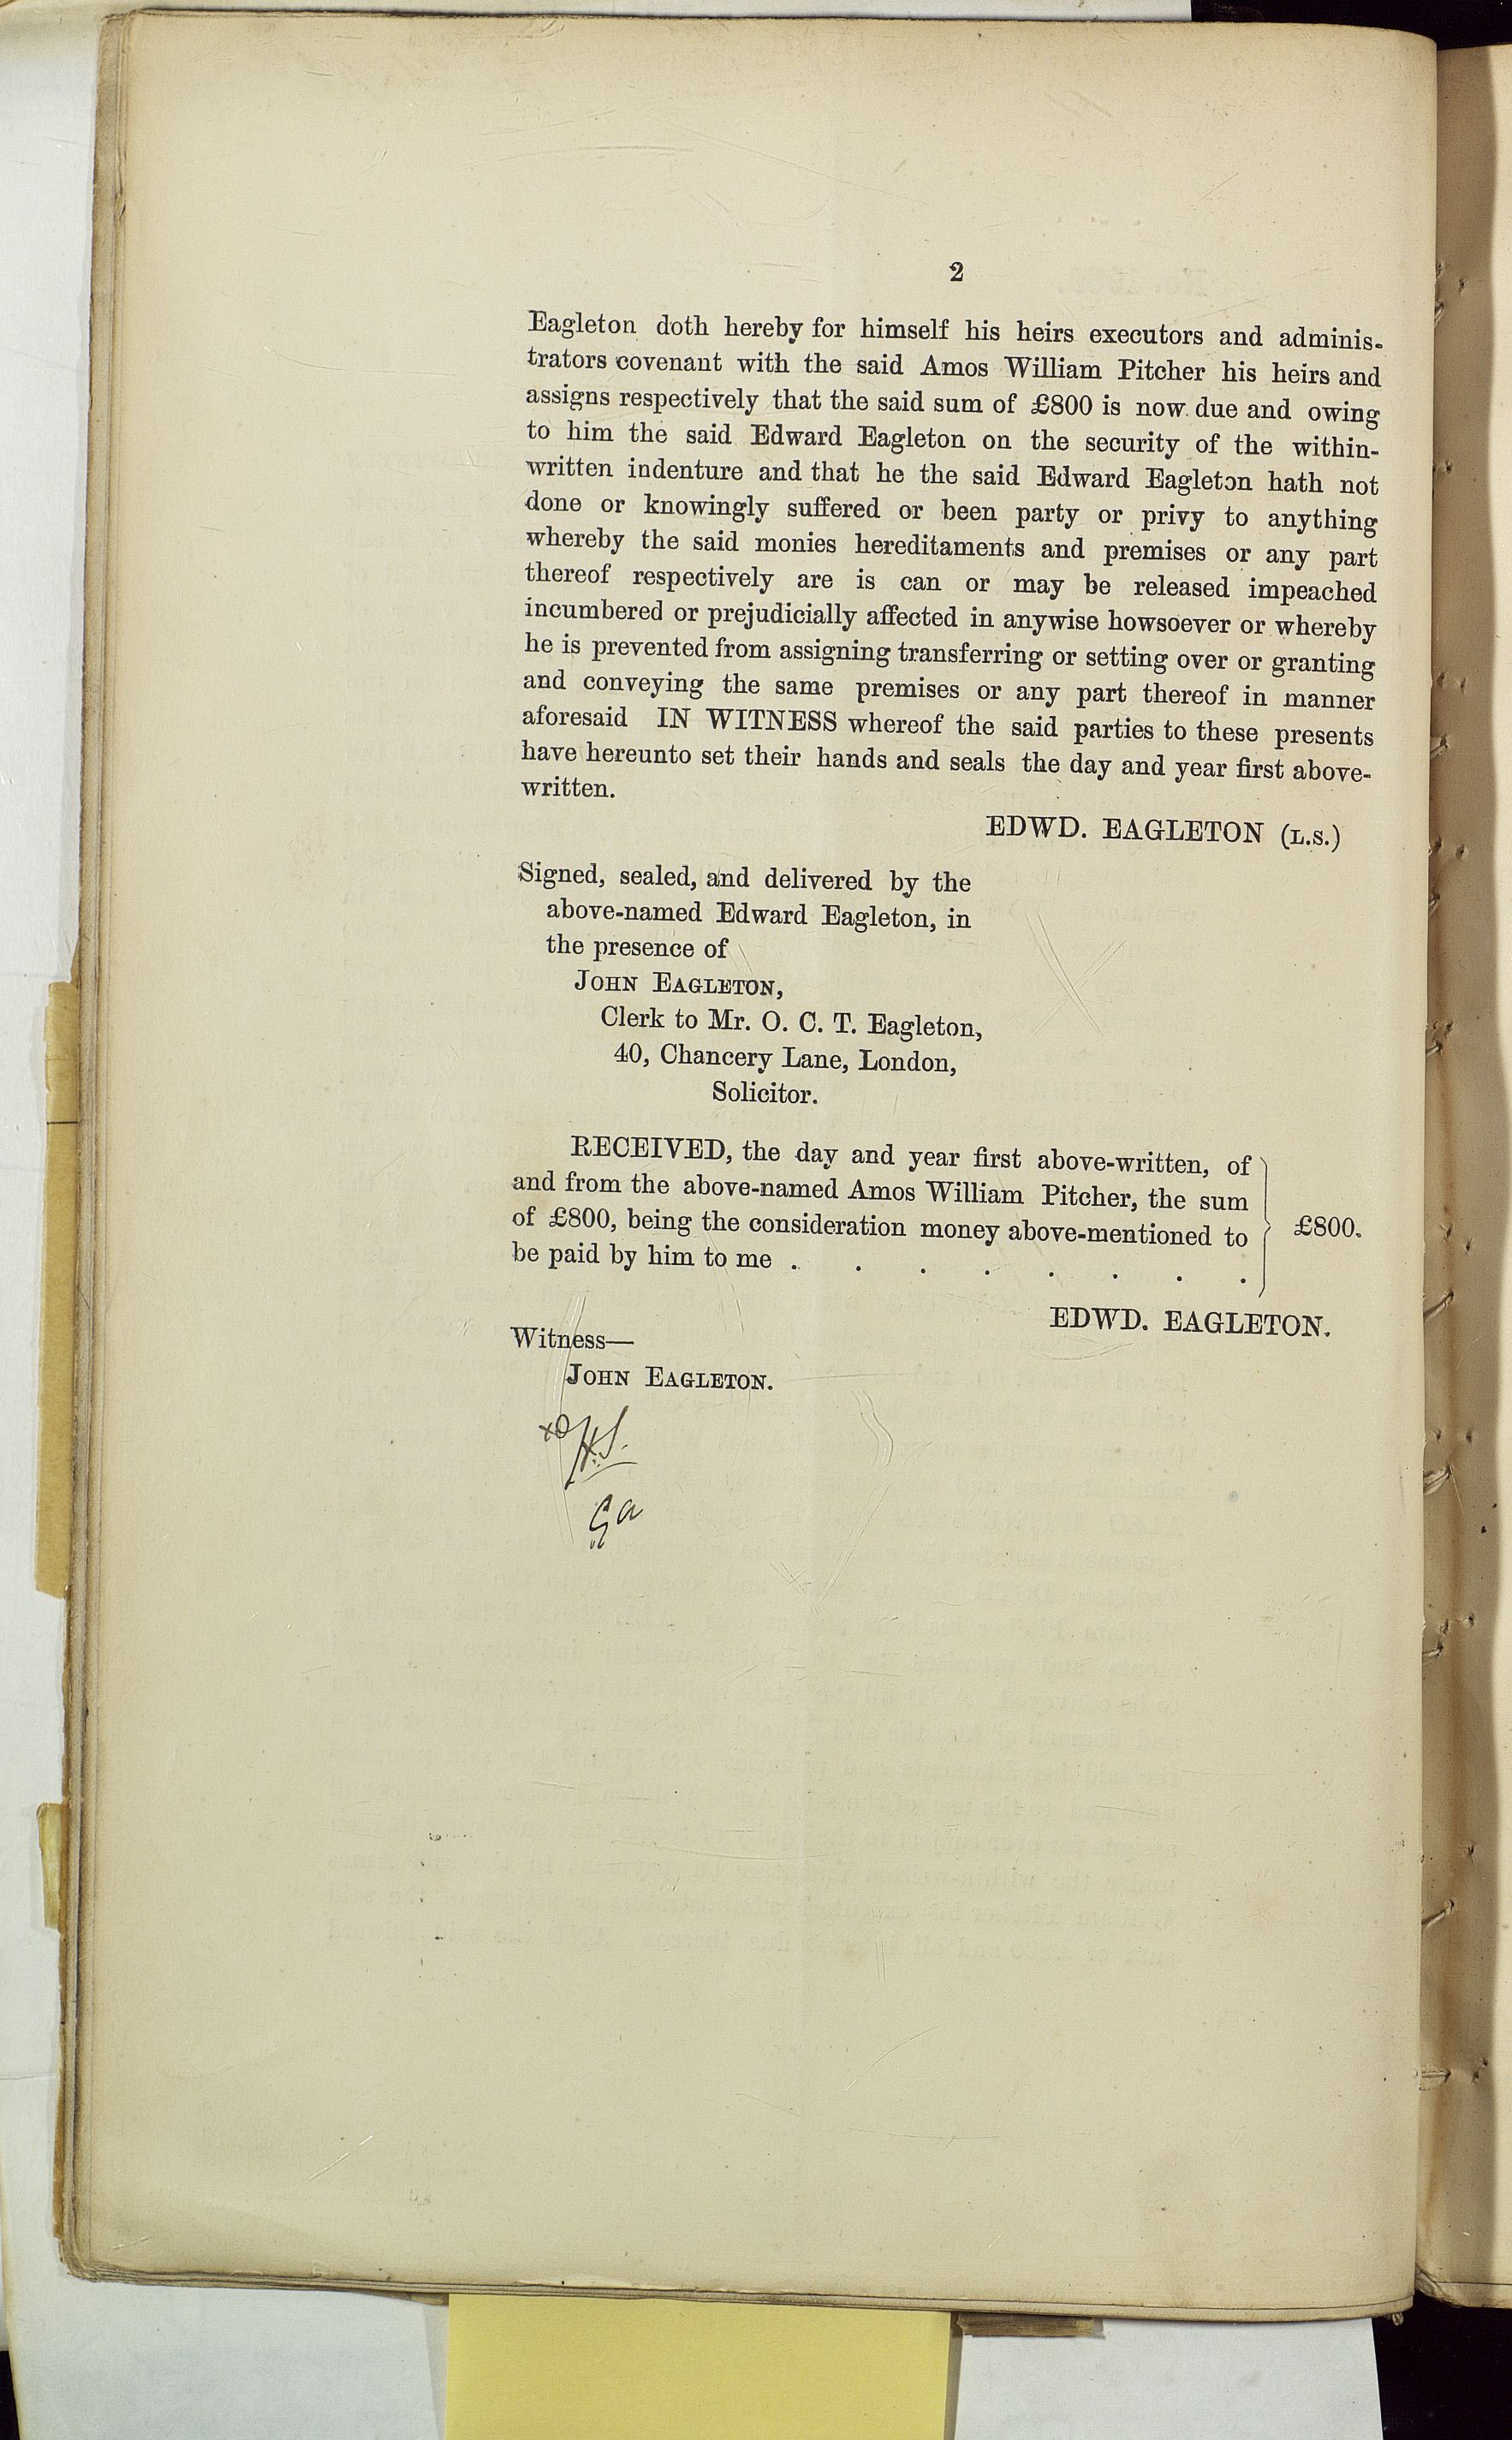 2
Eagleton doth hereby for himself his heirs executors and adminis-
trators covenant with the said Amos William Pitcher his heirs and
assigns respectively that the said sum of £800 is now due and owing
to him the said Edward Eagleton on the security of the within-
written indenture and that he the said Edward Eagleton hath not
done or knowingly suffered or been party or privy to anything
whereby the said monies hereditaments and premises or any part
thereof respectively are is can or may be released impeached
incumbered or prejudicially affected in anywise howsoever or whereby
he is prevented from assigning transferring or setting over or granting
and conveying the same premises or any part thereof in manner
aforesaid IN WITNESS whereof the said parties to these presents
have hereunto set their hands and seals the day and year first above-
written.
EDWD. EAGLETON (L.S.)
Signed, sealed, and delivered by the
above-named Edward Eagleton, in
the presence of
JOHN EAGLETON,
Clerk to Mr. O. C. T. Eagleton,
40, Chancery Lane, London,
Solicitor.
RECEIVED, the day and year first above-written, of
and from the above-named Amos William Pitcher, the sum
of £800, being the consideration money above-mentioned to
be paid by him to me . . . . . . . .
£800.
EDWD. EAGLETON.
Witness—
JOHN EAGLETON.